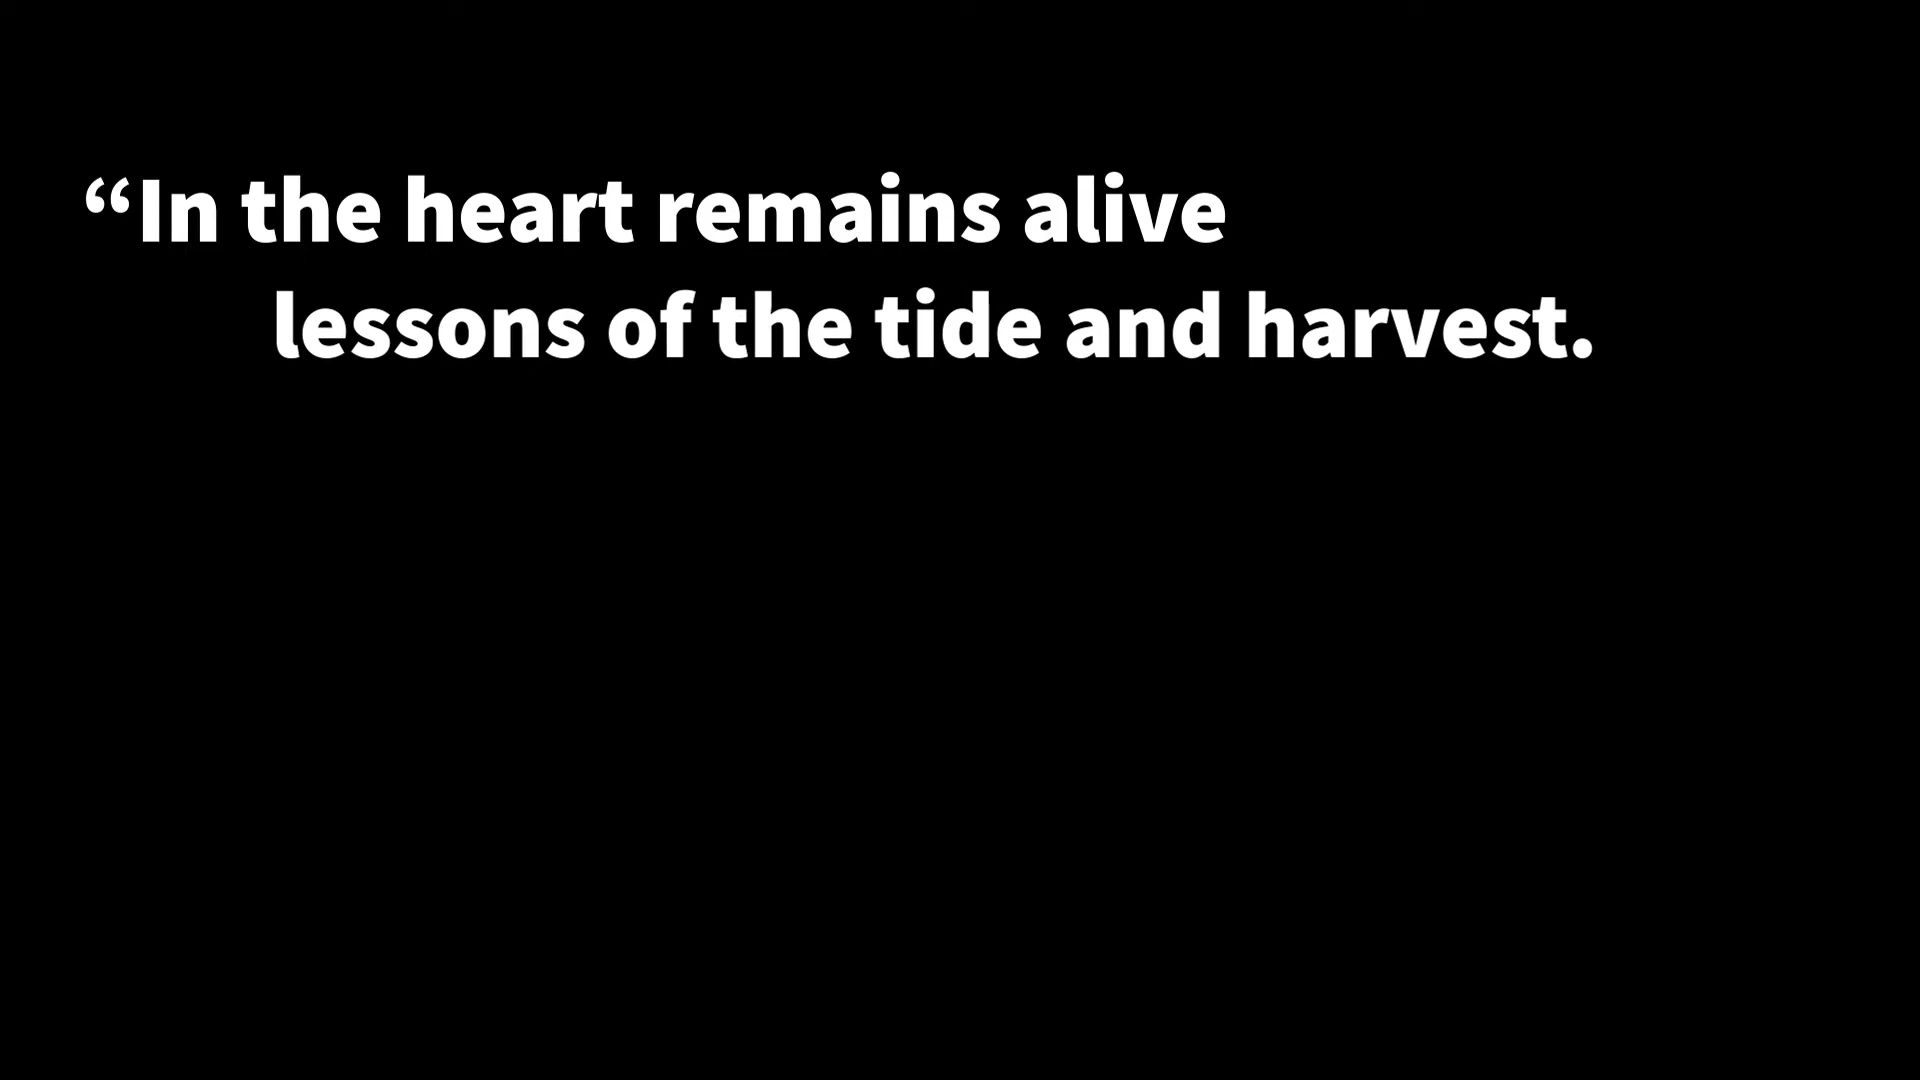 “In the heart remains alive
lessons of the tide and harvest.